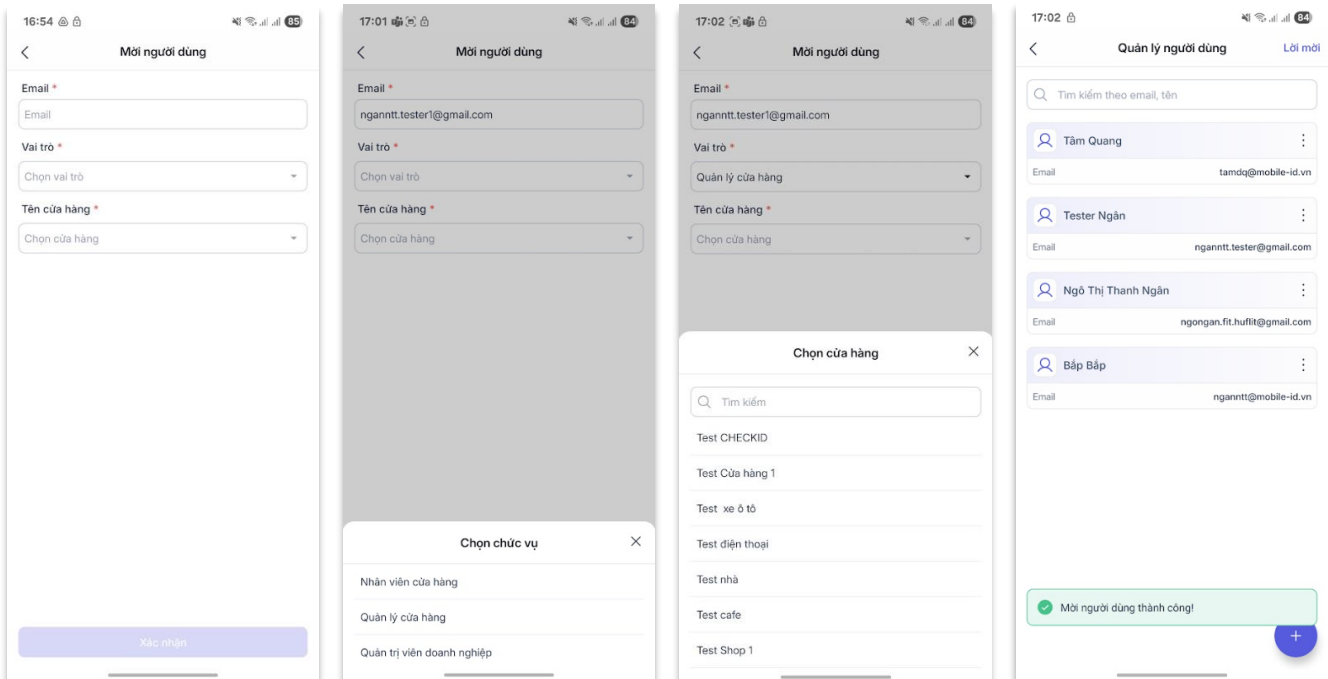 16:54
85
Mời người dùng
Email *
Email
Vai trò *
Chọn vai trò
Tên cửa hàng *
Chọn cửa hàng
Xác nhận
17:01
84
Mời người dùng
Email *
nganntt.tester1@gmail.com
Vai trò *
Chọn vai trò
Tên cửa hàng *
Chọn cửa hàng
Chọn chức vụ
Nhân viên cửa hàng
Quản lý cửa hàng
Quản trị viên doanh nghiệp
17:02
84
Mời người dùng
Email *
nganntt.tester1@gmail.com
Vai trò *
Quản lý cửa hàng
Tên cửa hàng *
Chọn cửa hàng
Chọn cửa hàng
Tìm kiếm
Test CHECKID
Test Cửa hàng 1
Test xe ô tô
Test điện thoại
Test nhà
Test cafe
Test Shop 1
17:02
84
Quản lý người dùng Lời mời
Tìm kiếm theo email, tên
Tâm Quang
Email tamdq@mobile-id.vn
Tester Ngân
Email nganntt.tester@gmail.com
Ngô Thị Thanh Ngân
Email ngongan.fit.huflit@gmail.com
Bắp Bắp
Email nganntt@mobile-id.vn
Mời người dùng thành công!